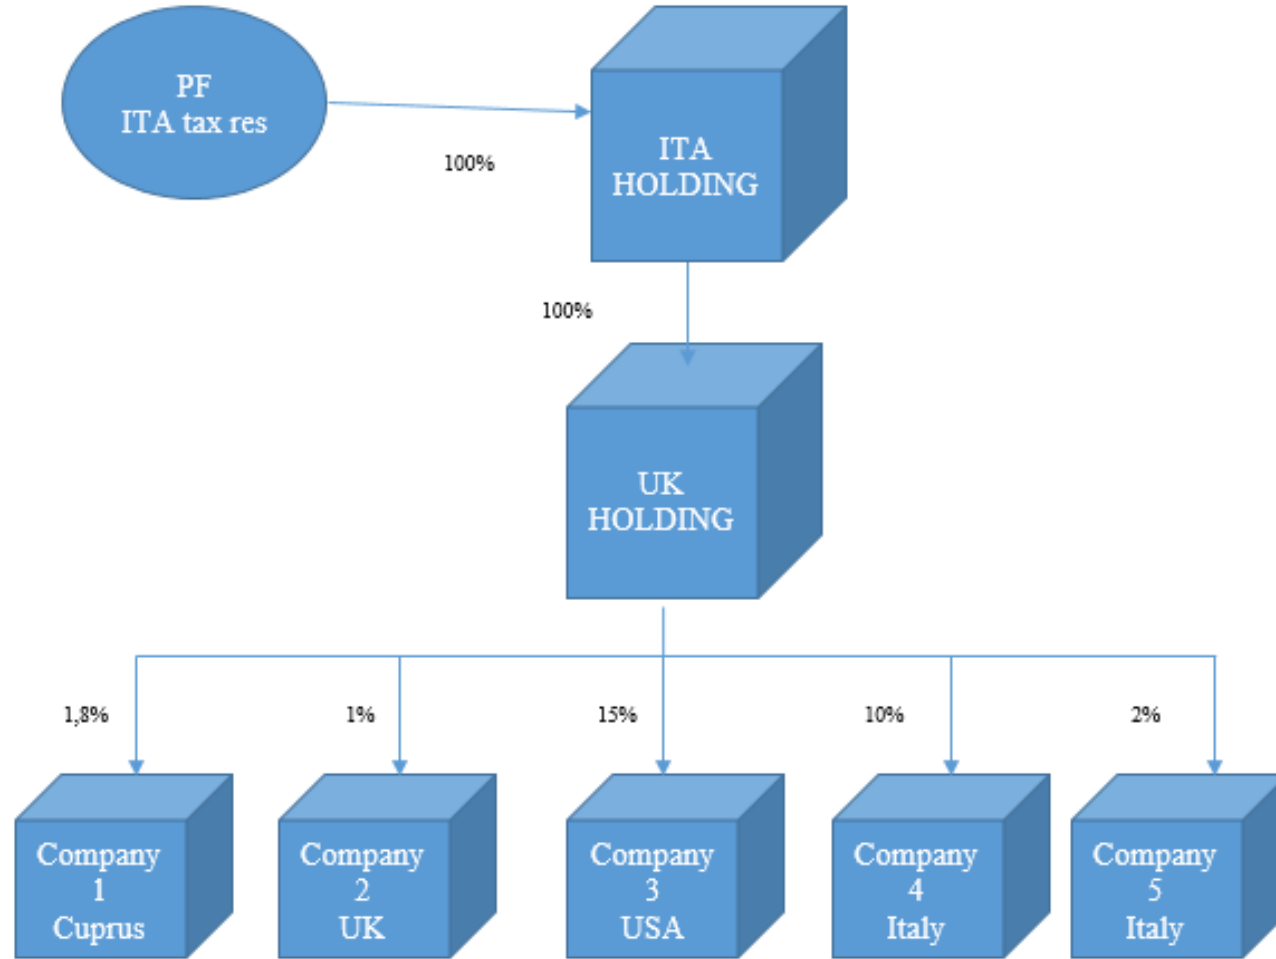 PF
ITA tax res
100%
ITA
HOLDING
100%
UK
HOLDING
1,8%
1%
15%
10%
2%
Company
1
Cuprus
Company
2
UK
Company
3
USA
Company
4
Italy
Company
5
Italy